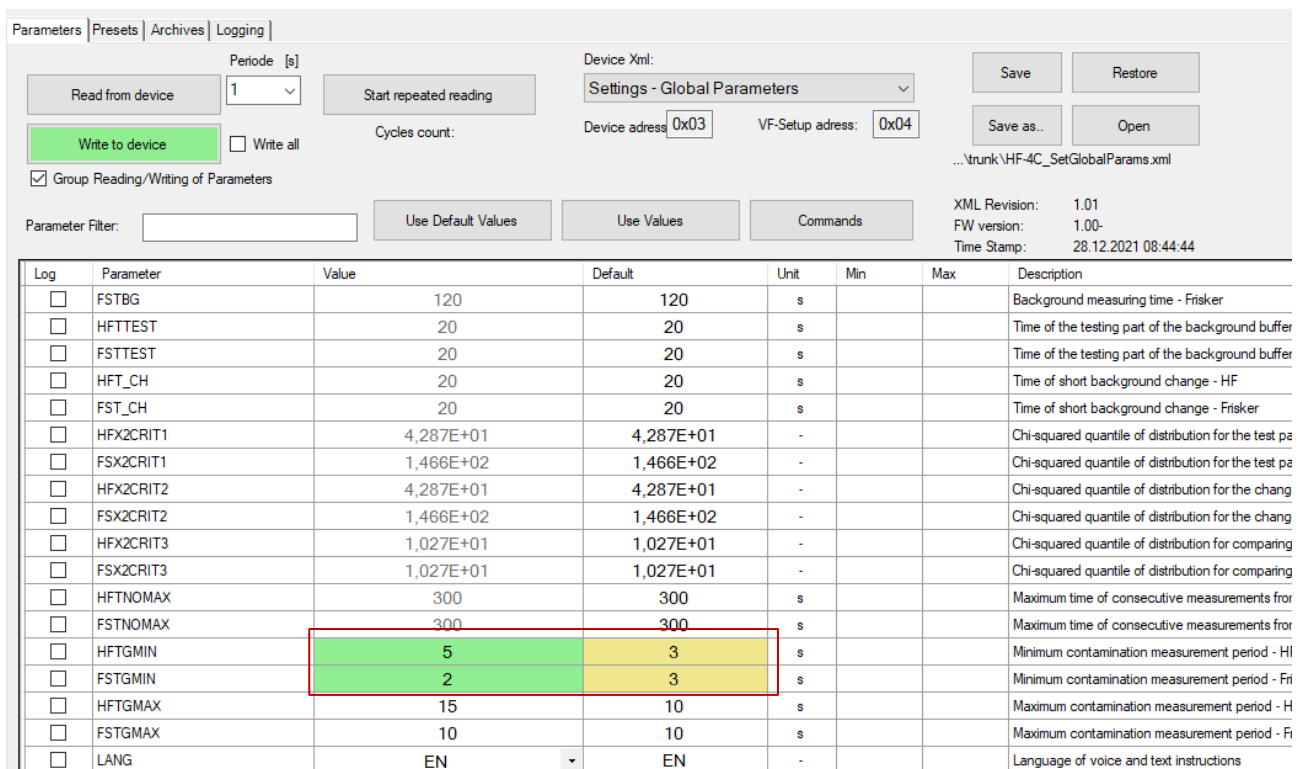 Parameters Presets Archives Logging
Periode [s]
Device Xml:
Read from device 1 Start repeated reading Settings - Global Parameters Save Restore
Cycles count: Device adress 0x03 VF-Setup adress: 0x04 Save as.. Open
Write to device Write all
...\trunk\HF-4C_SetGlobalParams.xml
Group Reading/Writing of Parameters
XML Revision: 1.01
Parameter Filter: Use Default Values Use Values Commands FW version: 1.00-
Time Stamp: 28.12.2021 08:44:44
Log Parameter Value Default Unit Min Max Description
FSTBG 120 120 s Background measuring time - Frisker
HFTTEST 20 20 s Time of the testing part of the background buffer
FSTTEST 20 20 s Time of the testing part of the background buffer
HFT_CH 20 20 s Time of short background change - HF
FST_CH 20 20 s Time of short background change - Frisker
HFX2CRIT1 4,287E+01 4,287E+01 - Chi-squared quantile of distribution for the test pa
FSX2CRIT1 1,466E+02 1,466E+02 - Chi-squared quantile of distribution for the test pa
HFX2CRIT2 4,287E+01 4,287E+01 - Chi-squared quantile of distribution for the chang
FSX2CRIT2 1,466E+02 1,466E+02 - Chi-squared quantile of distribution for the chang
HFX2CRIT3 1,027E+01 1,027E+01 - Chi-squared quantile of distribution for comparing
FSX2CRIT3 1,027E+01 1,027E+01 - Chi-squared quantile of distribution for comparing
HFTNOMAX 300 300 s Maximum time of consecutive measurements from
FSTNOMAX 300 300 s Maximum time of consecutive measurements from
HFTGMIN 5 3 s Minimum contamination measurement period - H
FSTGMIN 2 3 s Minimum contamination measurement period - Fri
HFTGMAX 15 10 s Maximum contamination measurement period - H
FSTGMAX 10 10 s Maximum contamination measurement period - F
LANG EN EN - Language of voice and text instructions